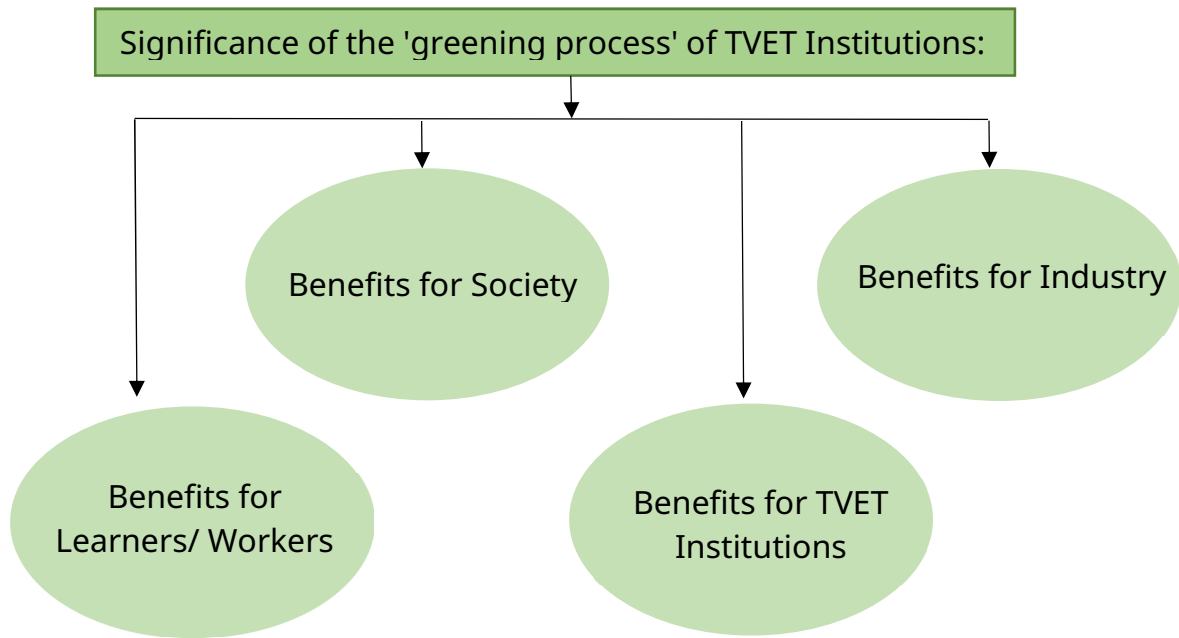 Significance of the 'greening process' of TVET Institutions:
Benefits for Society
Benefits for Industry
Benefits for
Learners/ Workers
Benefits for TVET
Institutions